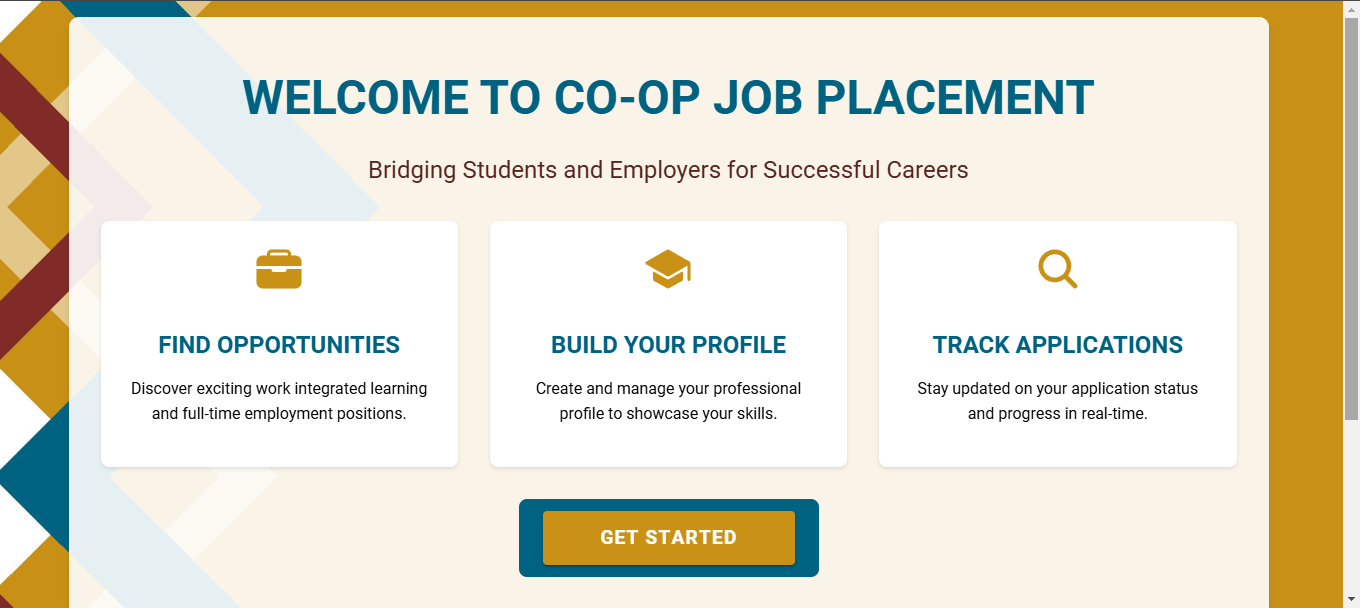 WELCOME TO CO-OP JOB PLACEMENT
Bridging Students and Employers for Successful Careers
FIND OPPORTUNITIES
Discover exciting work integrated learning
and full-time employment positions.
BUILD YOUR PROFILE
Create and manage your professional
profile to showcase your skills.
TRACK APPLICATIONS
Stay updated on your application status
and progress in real-time.
GET STARTED